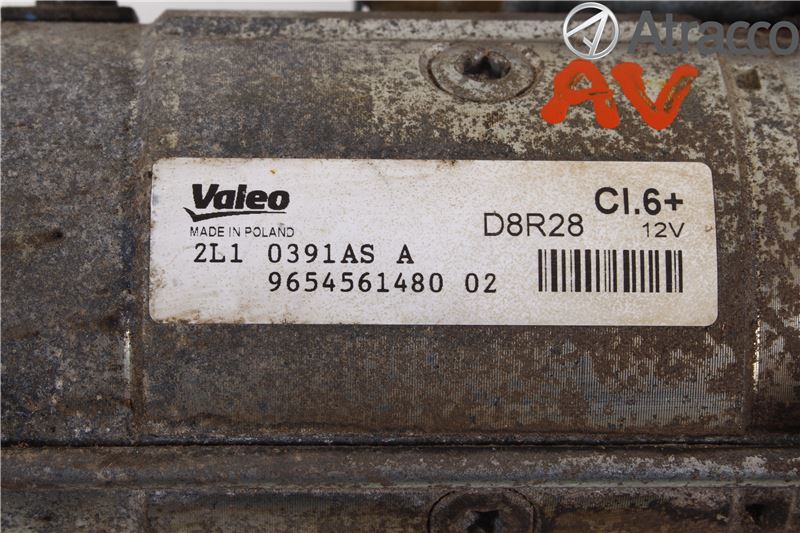 Atracco
AV
Valeo
MADE IN POLAND
D8R28
Cl.6+
12V
2L1 0391AS A
9654561480 02